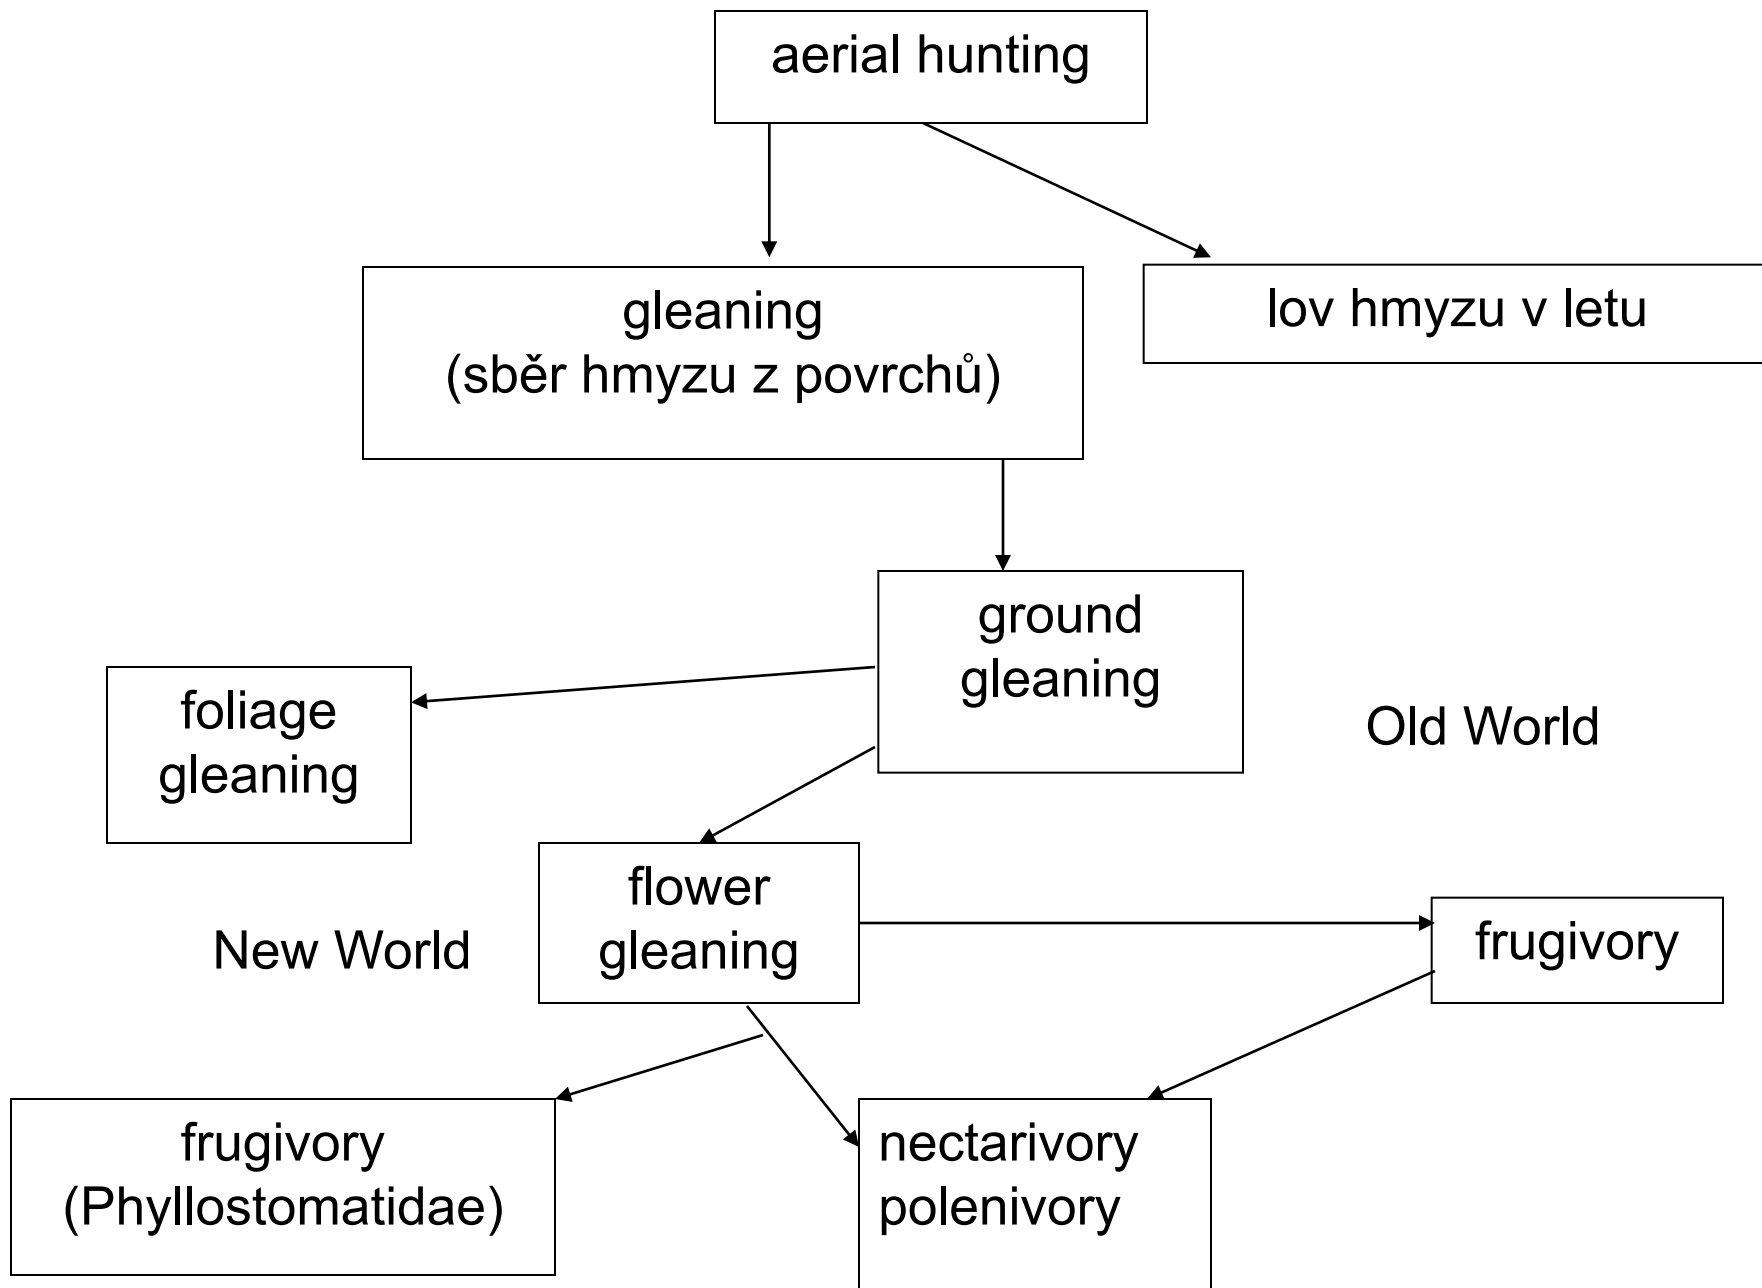 aerial hunting
gleaning
(sběr hmyzu z povrchů)
lov hmyzu v letu
ground
gleaning
foliage
gleaning
Old World
flower
gleaning
New World
frugivory
frugivory
(Phyllostomatidae)
nectarivory
polenivory